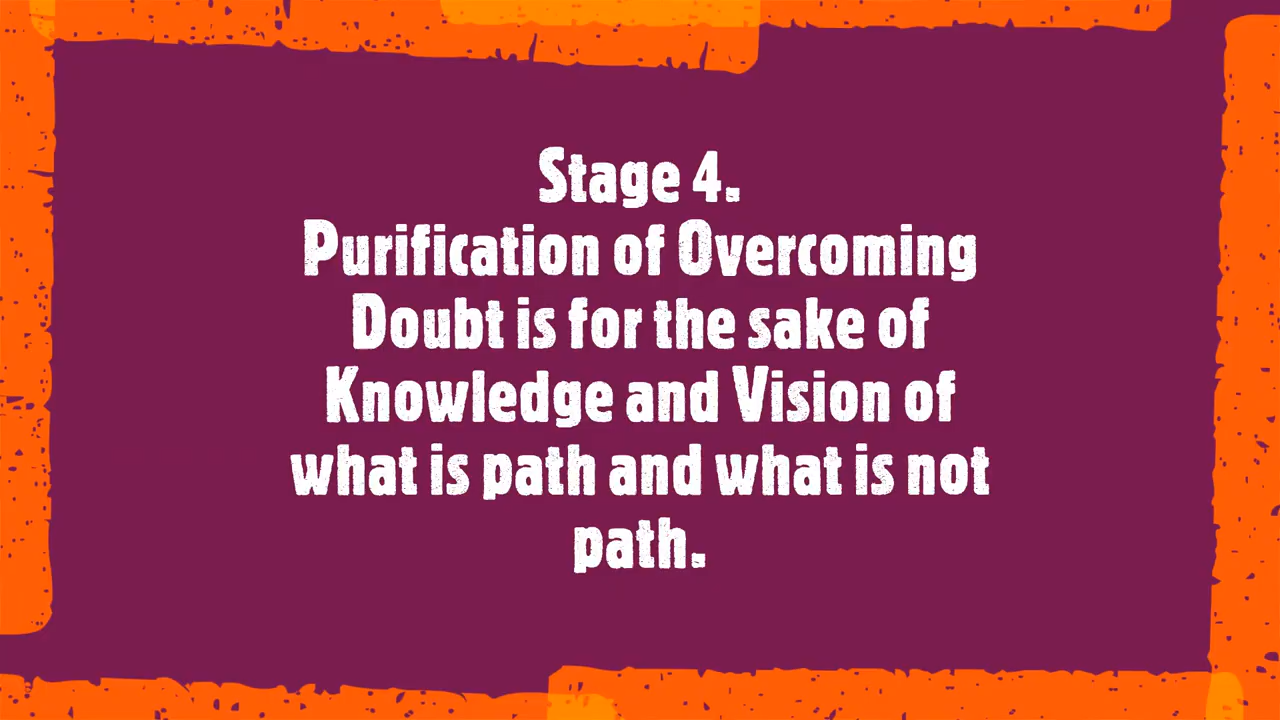 Stage 4.
Purification of Overcoming
Doubt is for the sake of
Knowledge and Vision of
what is path and what is not
path.